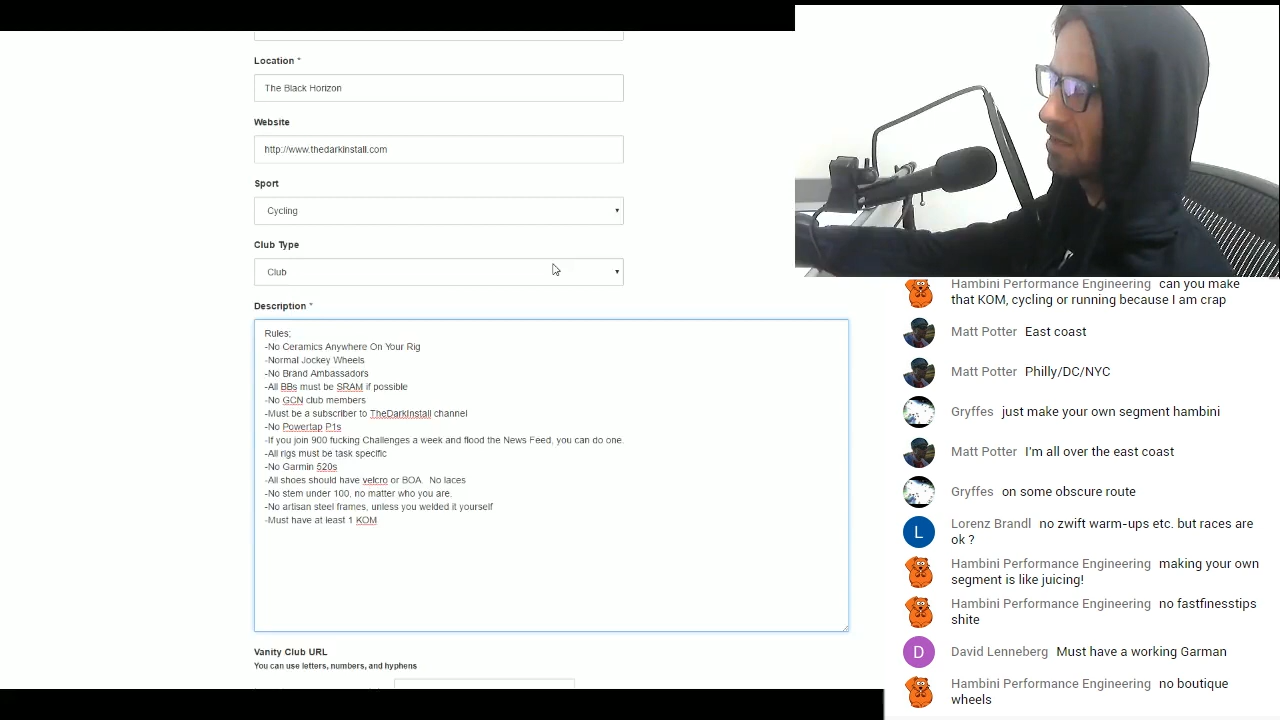 Location *
The Black Horizon
Website
http://www.thedarkinstall.com
Sport
Cycling
Club Type
Club
Description *
Rules;
-No Ceramics Anywhere On Your Rig
-Normal Jockey Wheels
-No Brand Ambassadors
-All BBs must be SRAM if possible
-No GCN club members
-Must be a subscriber to TheDarkInstall channel
-No Powertap P1s
-If you join 900 fucking Challenges a week and flood the News Feed, you can do one.
-All rigs must be task specific
-No Garmin 520s
-All shoes should have velcro or BOA.  No laces
-No stem under 100, no matter who you are.
-No artisan steel frames, unless you welded it yourself
-Must have at least 1 KOM
Vanity Club URL
You can use letters, numbers, and hyphens
Hambini Performance Engineering can you make
that KOM, cycling or running because I am crap
Matt Potter East coast
Matt Potter Philly/DC/NYC
Gryffes just make your own segment hambini
Matt Potter I'm all over the east coast
Gryffes on some obscure route
L Lorenz Brandl no zwift warm-ups etc. but races are
ok ?
Hambini Performance Engineering making your own
segment is like juicing!
Hambini Performance Engineering no fastfinesstips
shite
D David Lenneberg Must have a working Garman
Hambini Performance Engineering no boutique
wheels